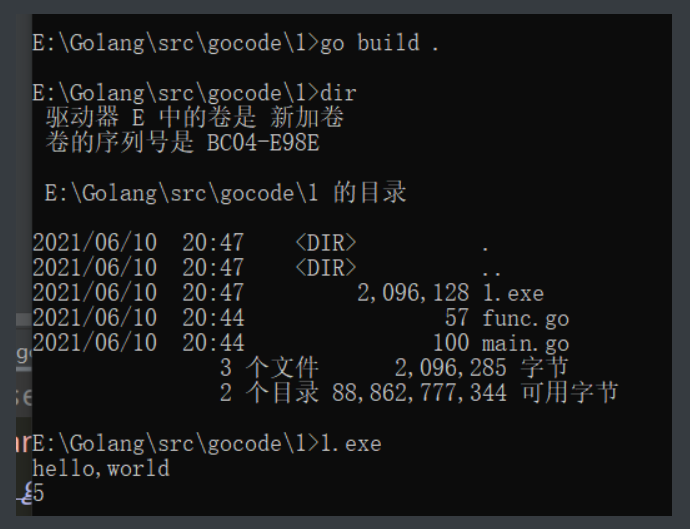 E:\Golang\src\gocode\1>go build .
E:\Golang\src\gocode\1>dir
驱动器 E 中的卷是 新加卷
卷的序列号是 BC04-E98E
E:\Golang\src\gocode\1 的目录
2021/06/10  20:47    <DIR>          .
2021/06/10  20:47    <DIR>          ..
2021/06/10  20:47         2,096,128 1.exe
2021/06/10  20:44                57 func.go
2021/06/10  20:44               100 main.go
3 个文件      2,096,285 字节
2 个目录 88,862,777,344 可用字节
E:\Golang\src\gocode\1>1.exe
hello,world
5